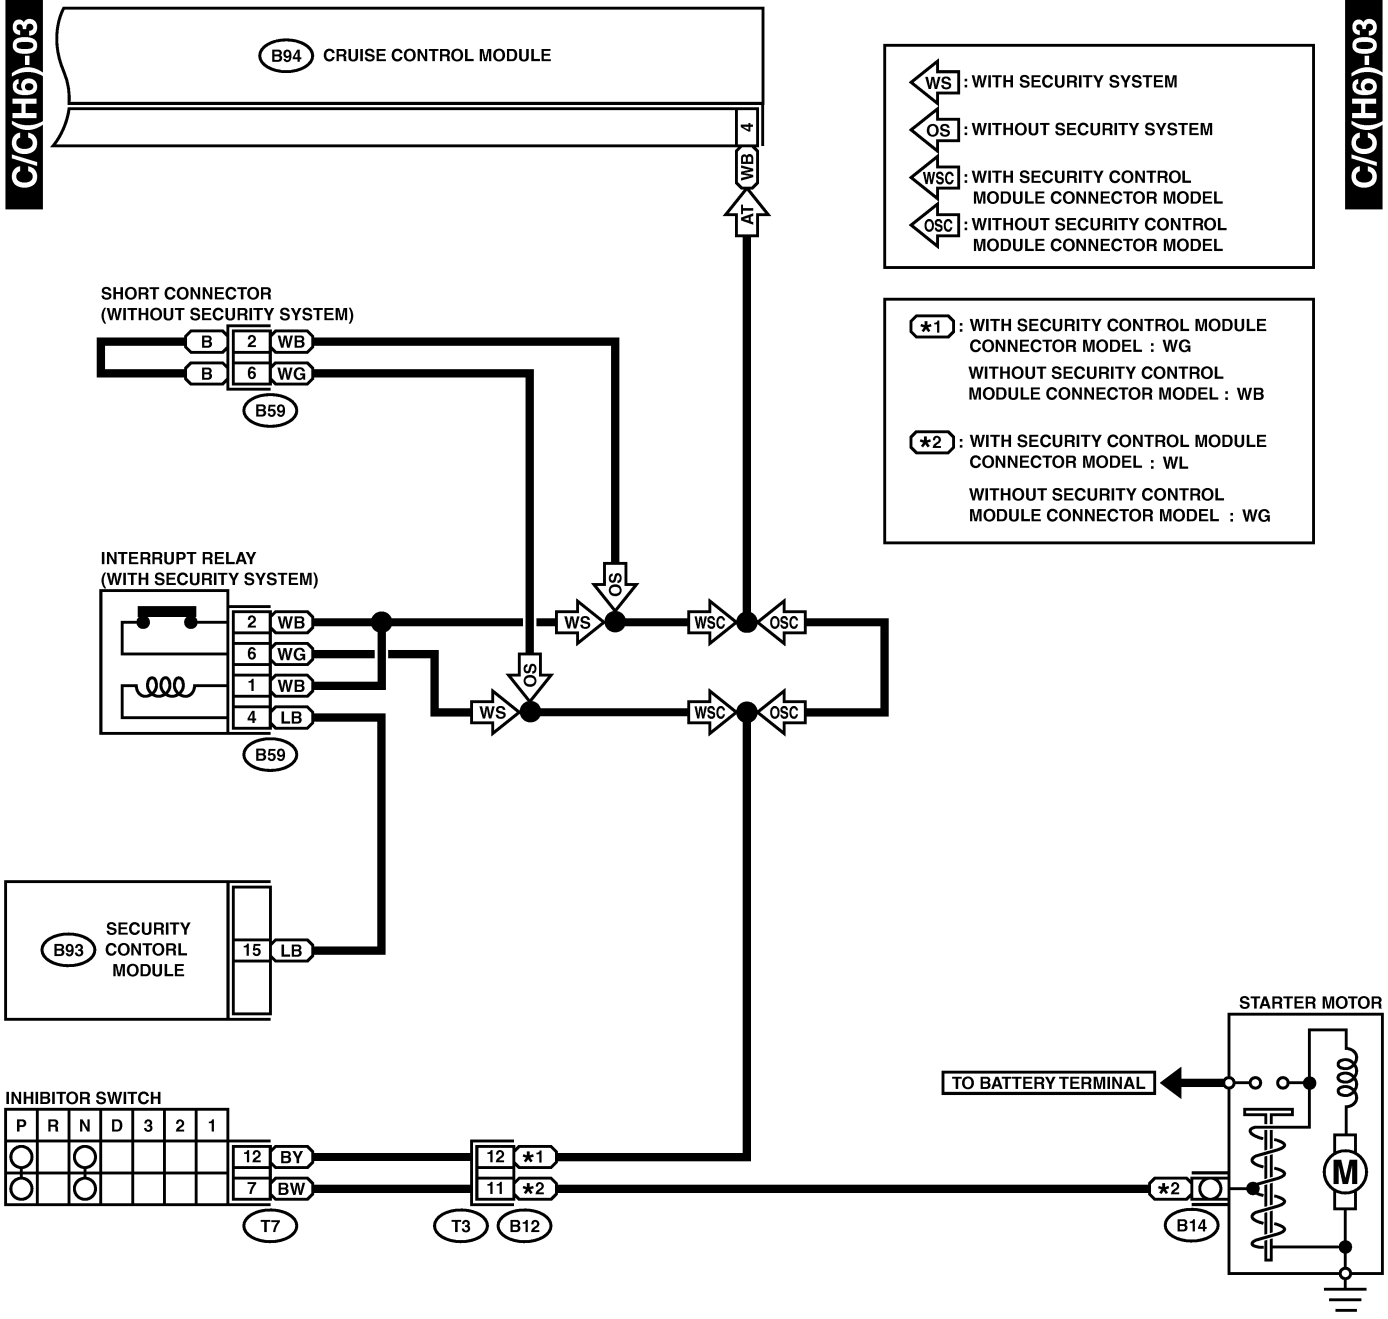 C/C(H6)-03
C/C(H6)-03
B94 CRUISE CONTROL MODULE
4
WB
AT
WS : WITH SECURITY SYSTEM
OS : WITHOUT SECURITY SYSTEM
WSC : WITH SECURITY CONTROL
MODULE CONNECTOR MODEL
OSC : WITHOUT SECURITY CONTROL
MODULE CONNECTOR MODEL
*1 : WITH SECURITY CONTROL MODULE
CONNECTOR MODEL : WG
WITHOUT SECURITY CONTROL
MODULE CONNECTOR MODEL : WB
*2 : WITH SECURITY CONTROL MODULE
CONNECTOR MODEL : WL
WITHOUT SECURITY CONTROL
MODULE CONNECTOR MODEL : WG
SHORT CONNECTOR
(WITHOUT SECURITY SYSTEM)
B 2 WB
B 6 WG
B59
INTERRUPT RELAY
(WITH SECURITY SYSTEM)
OS
2 WB WS WSC OSC
6 WG
OS
1 WB
4 LB WS WSC OSC
B59
SECURITY
B93 CONTORL
MODULE
15 LB
STARTER MOTOR
TO BATTERY TERMINAL
M
INHIBITOR SWITCH
P R N D 3 2 1
12 BY 12 *1
7 BW 11 *2 *2
T7 T3 B12 B14